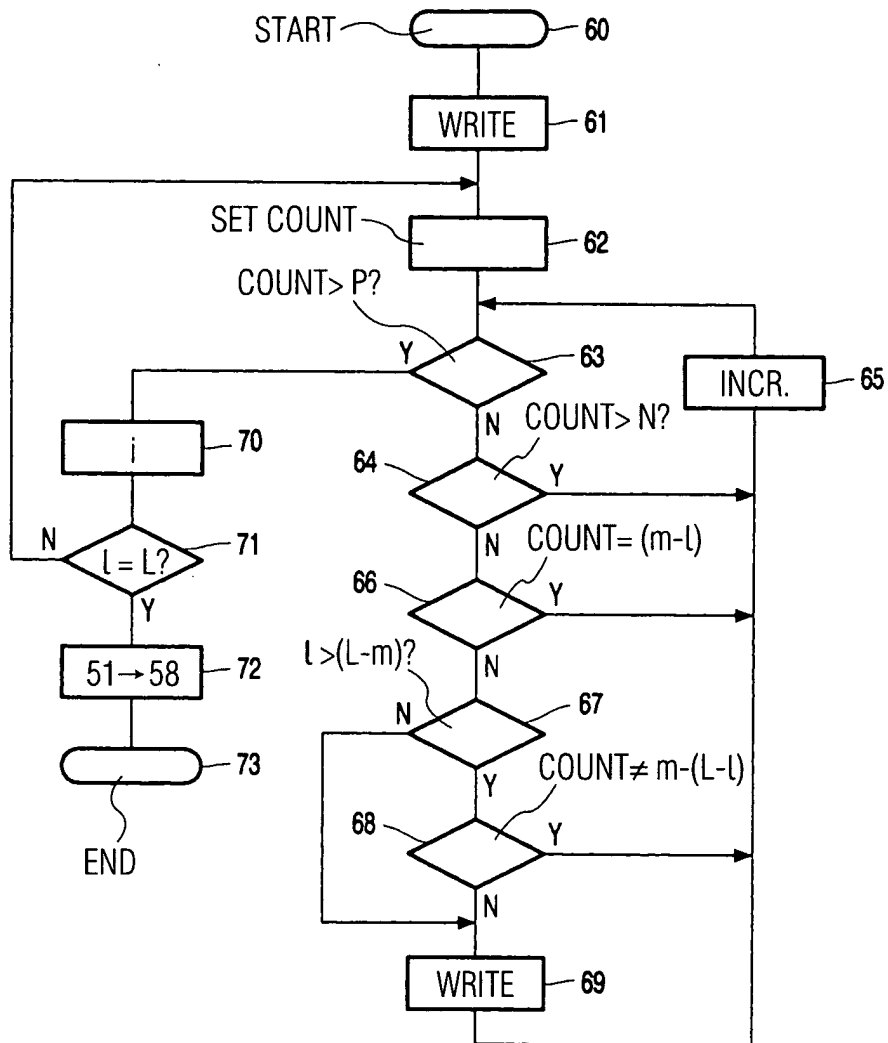 START
60
WRITE
61
SET COUNT
62
COUNT> P?
Y
63
N
INCR.
65
COUNT> N?
64
Y
N
i
70
N
l = L?
71
Y
COUNT= (m-l)
66
Y
N
51→58
72
l >(L-m)?
N
67
Y
73
END
COUNT≠ m-(L-l)
68
Y
N
WRITE
69